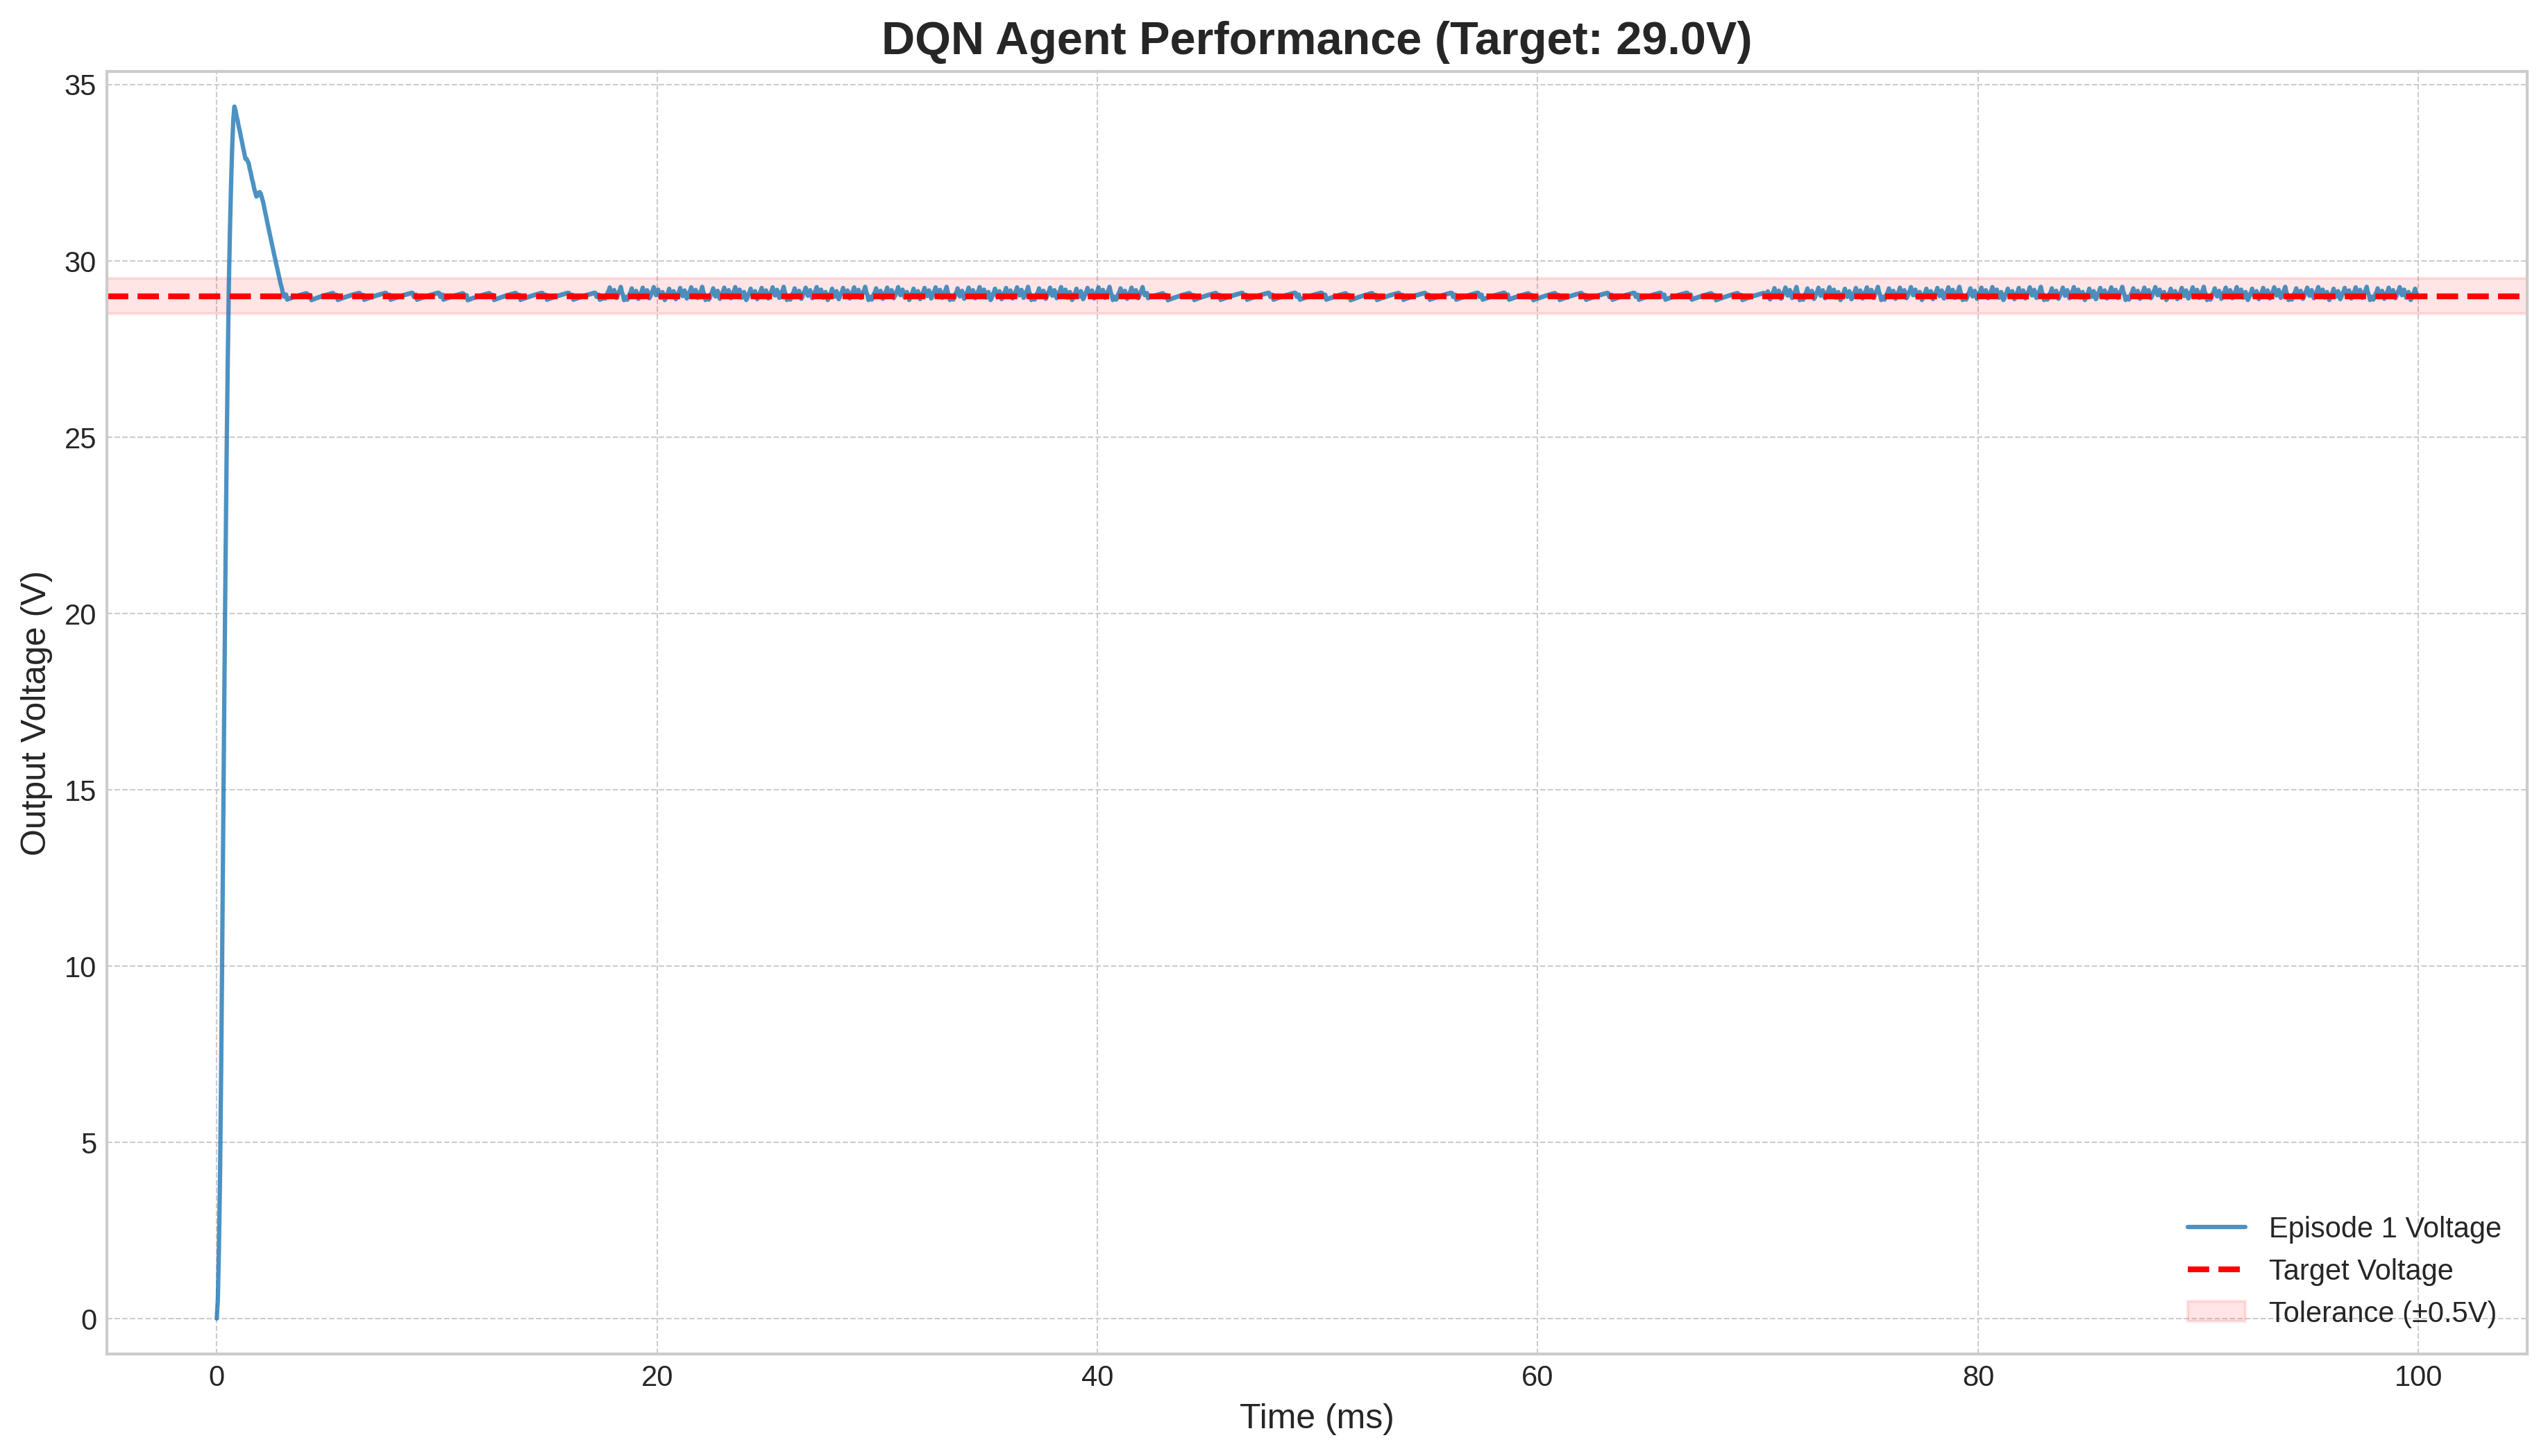 DQN Agent Performance (Target: 29.0V)
35
30
25
20
15
10
5
0
Output Voltage (V)
0 20 40 60 80 100
Time (ms)
Episode 1 Voltage
Target Voltage
Tolerance (±0.5V)